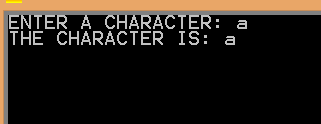 ENTER A CHARACTER: a
THE CHARACTER IS: a